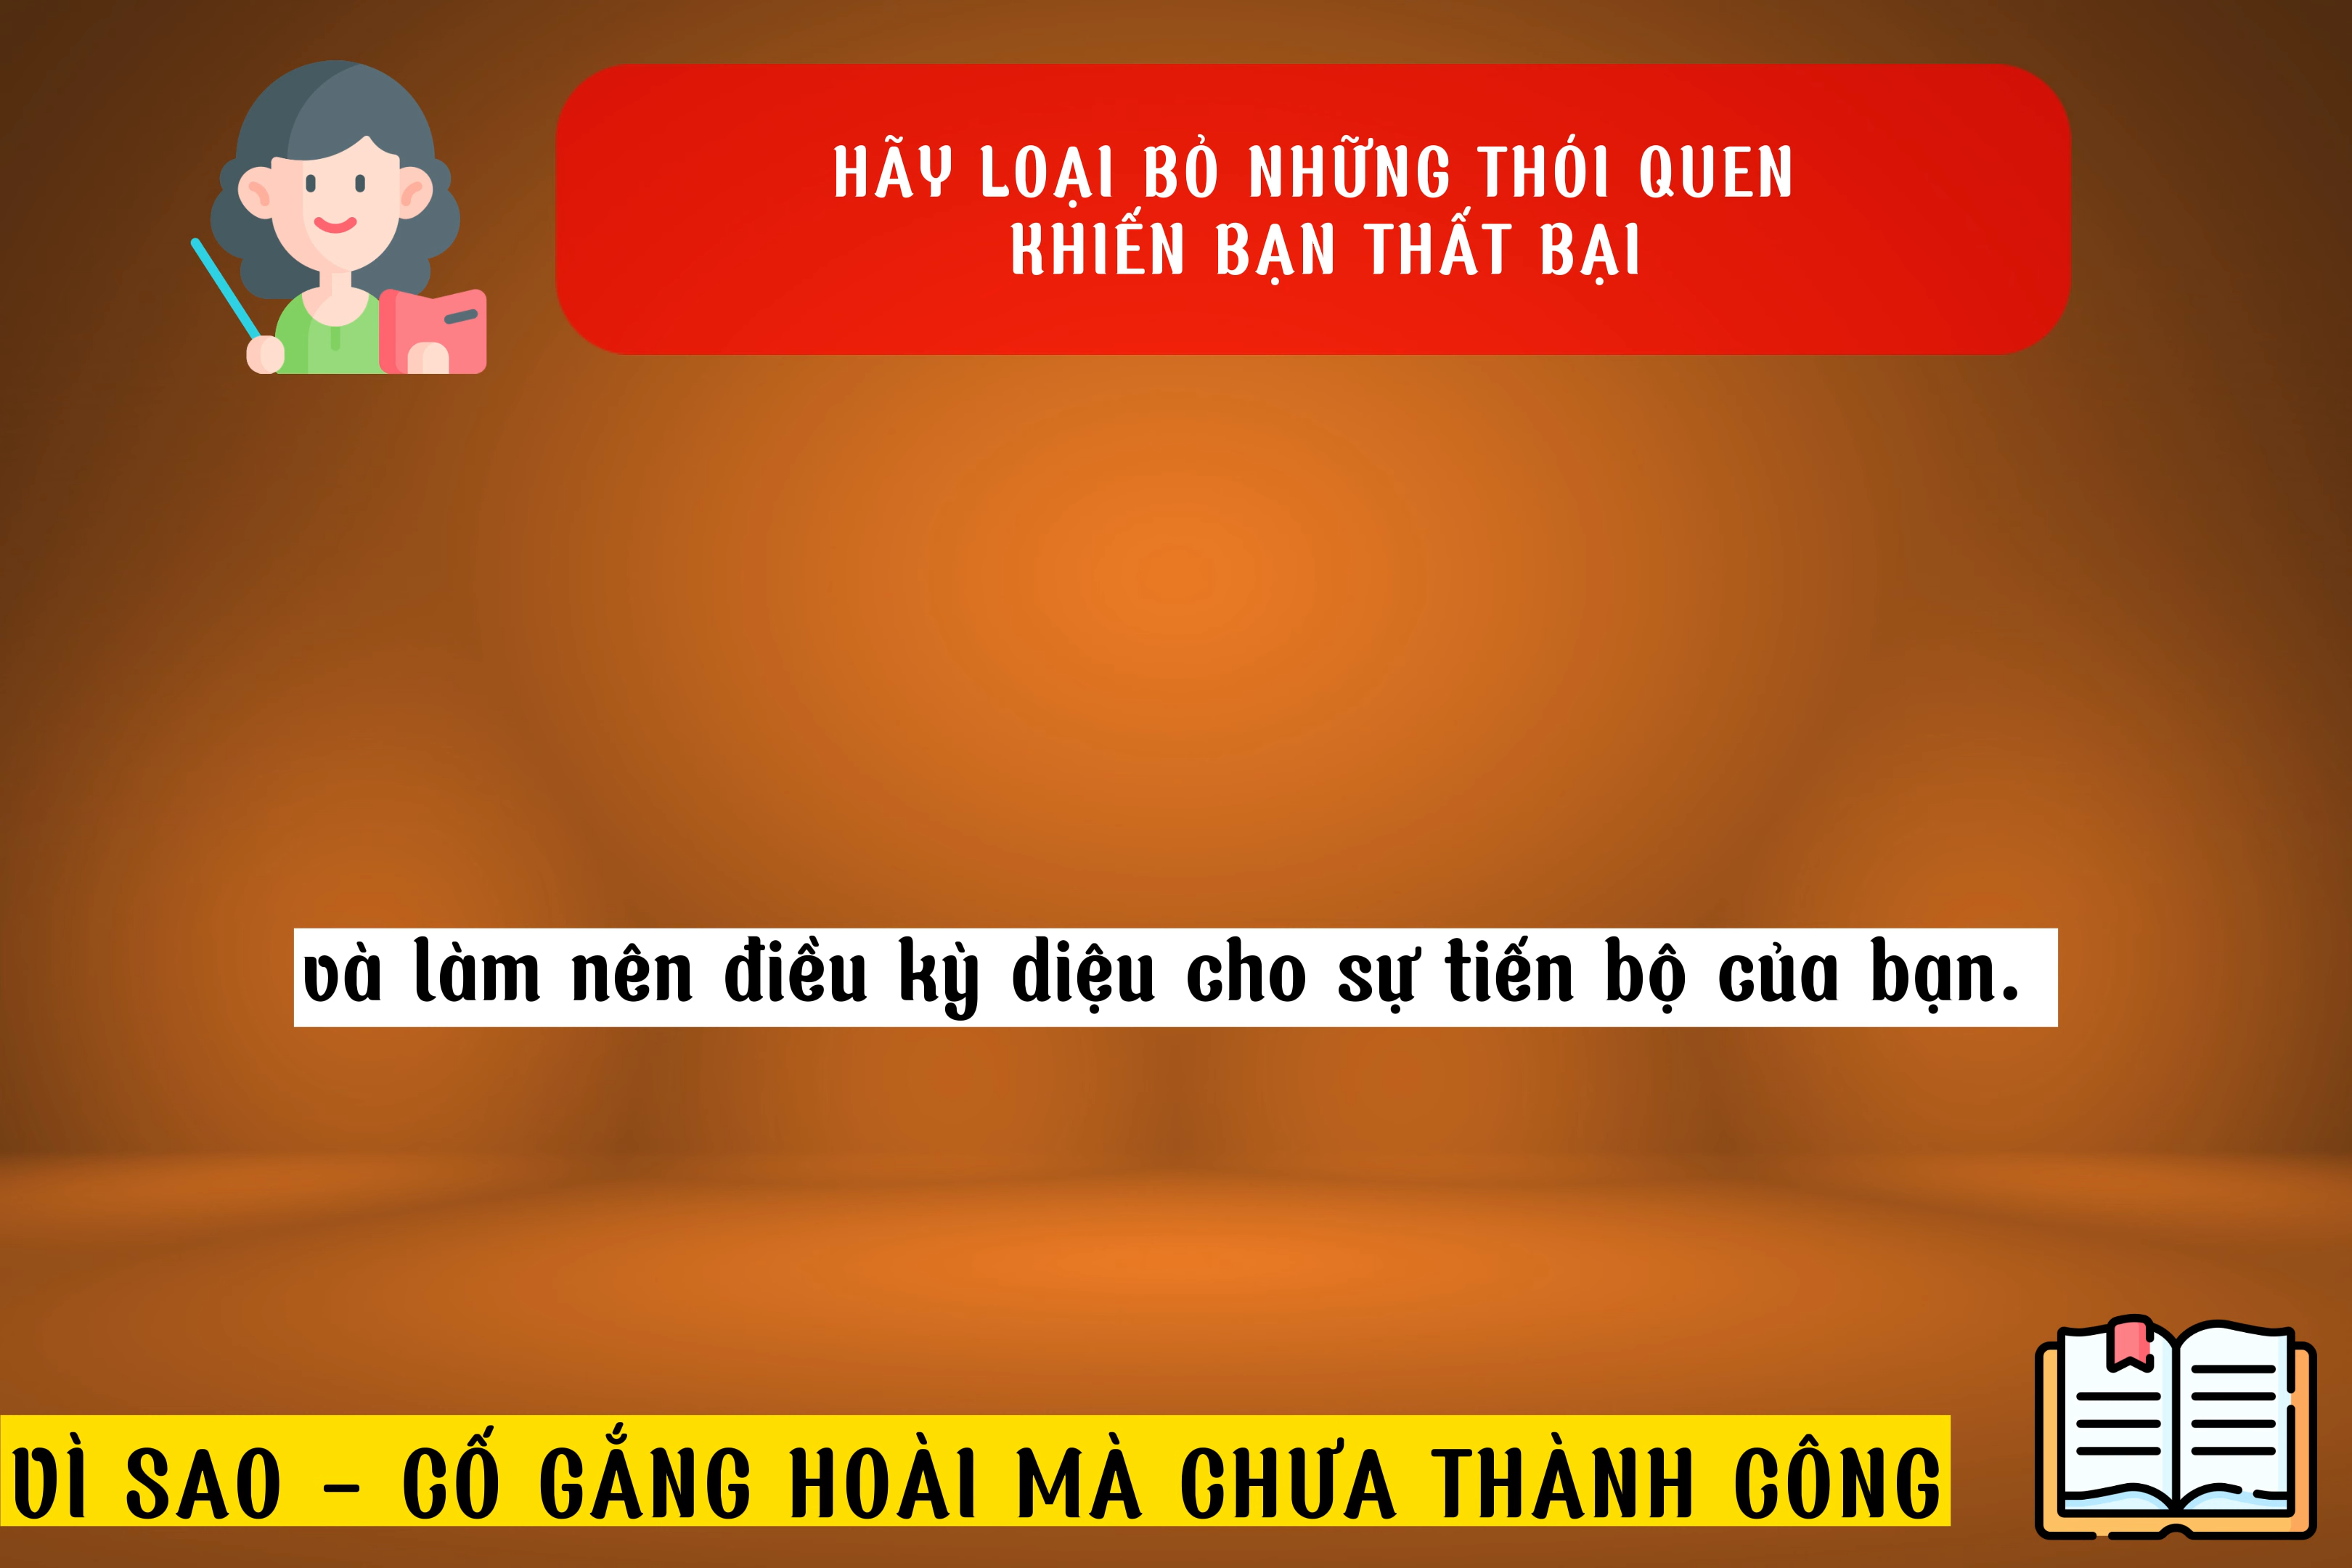 HÃY LOẠI BỎ NHỮNG THÓI QUEN
KHIẾN BẠN THẤT BẠI
và làm nên điều kỳ diệu cho sự tiến bộ của bạn.
VÌ SAO – CỐ GẮNG HOÀI MÀ CHƯA THÀNH CÔNG